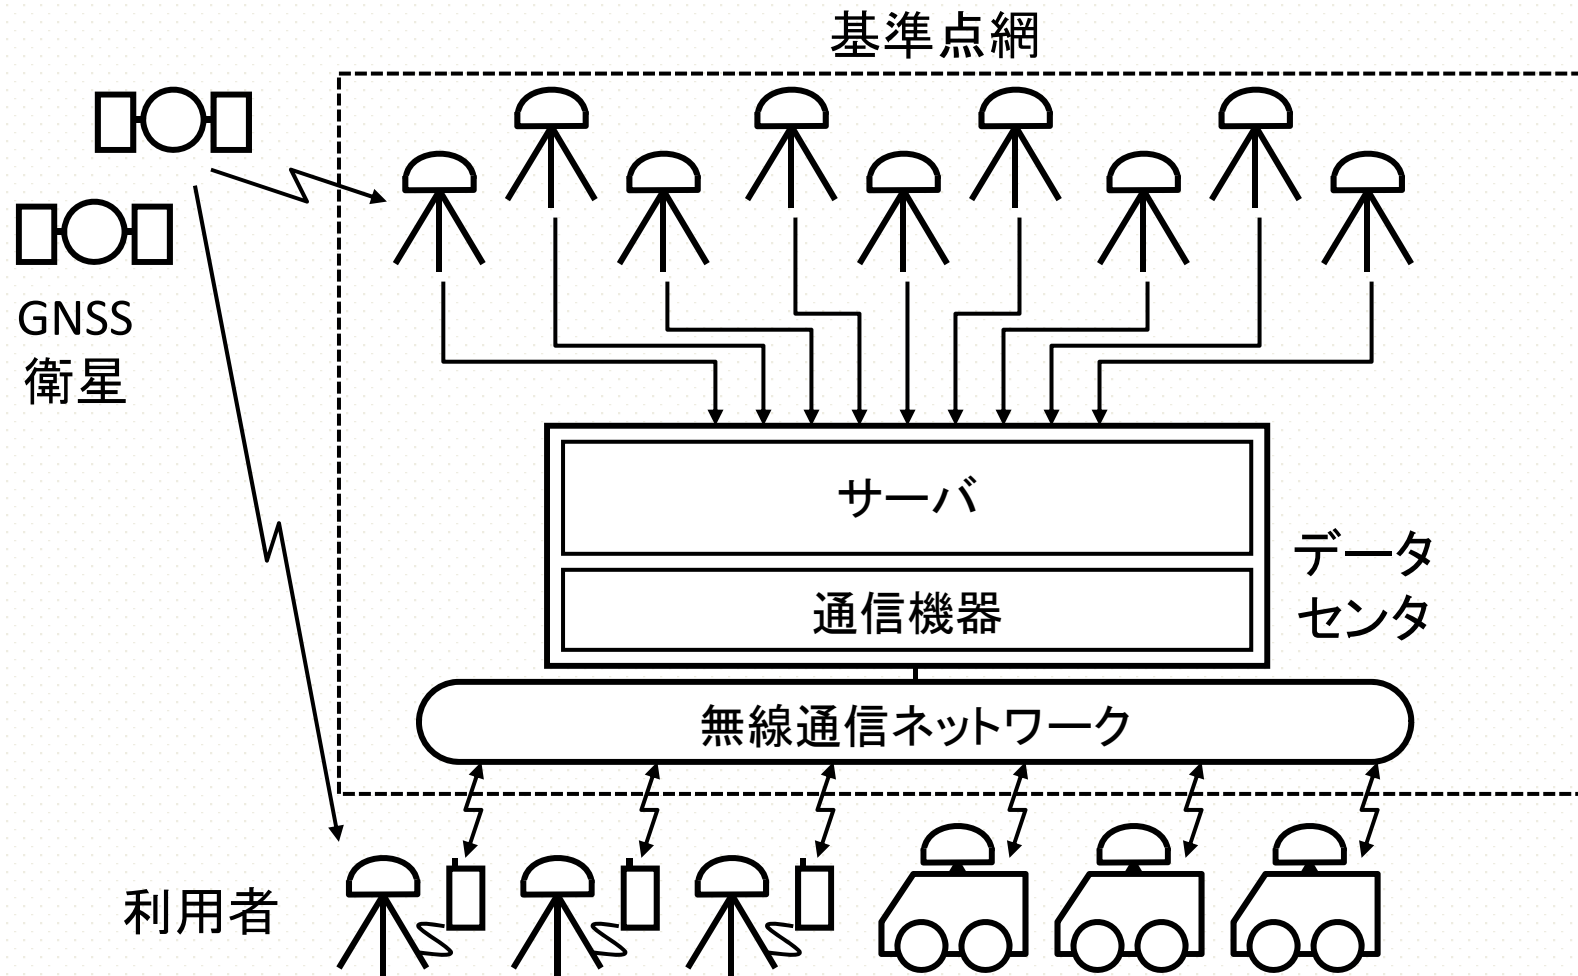 基準点網
GNSS
衛星
サーバ
通信機器
データ
センタ
無線通信ネットワーク
利用者